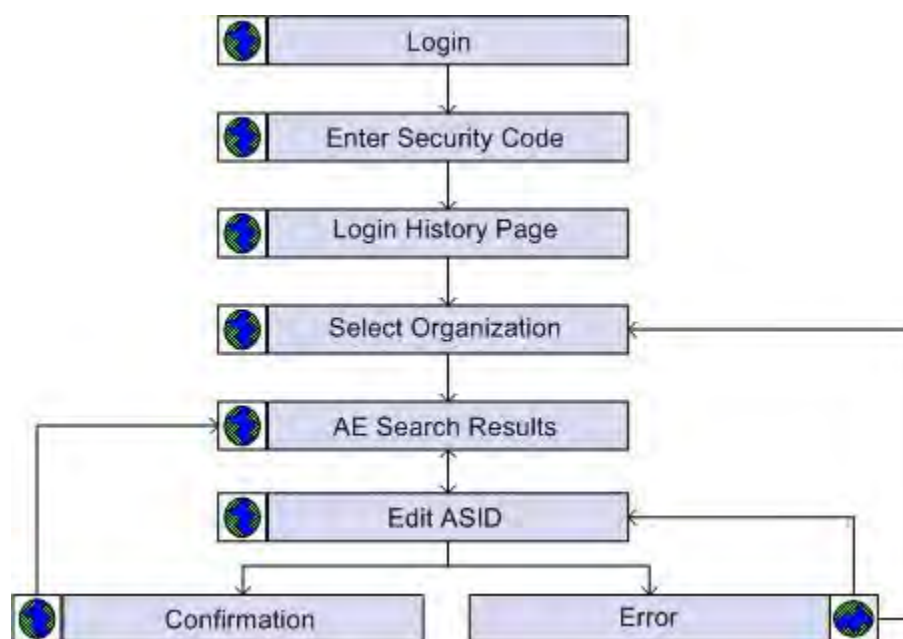 Login
Enter Security Code
Login History Page
Select Organization
AE Search Results
Edit ASID
Confirmation
Error